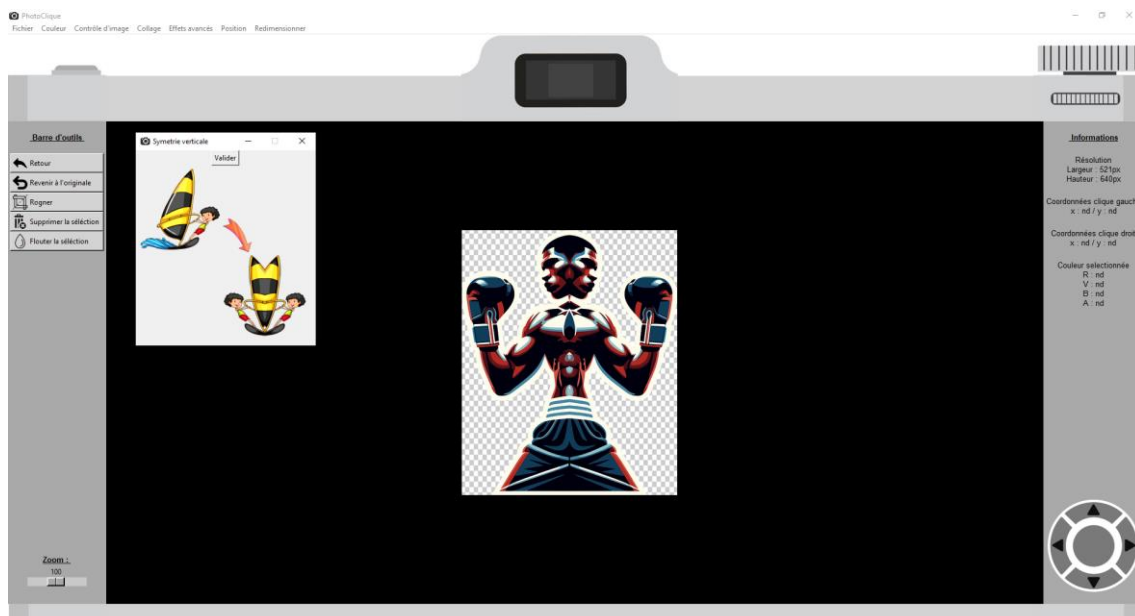 PhotoClique
Fichier Couleur Contrôle d'image Collage Effets avancés Position Redimensionner
Barre d'outils
Retour
Revenir à l'originale
Rogner
Supprimer la séléction
Flouter la séléction
Zoom :
100
Symetrie verticale
Valider
Informations
Résolution
Largeur : 521px
Hauteur : 640px
Coordonnées clique gauch
x : nd / y : nd
Coordonnées clique droit
x : nd / y : nd
Couleur selectionnée
R : nd
V : nd
B : nd
A : nd